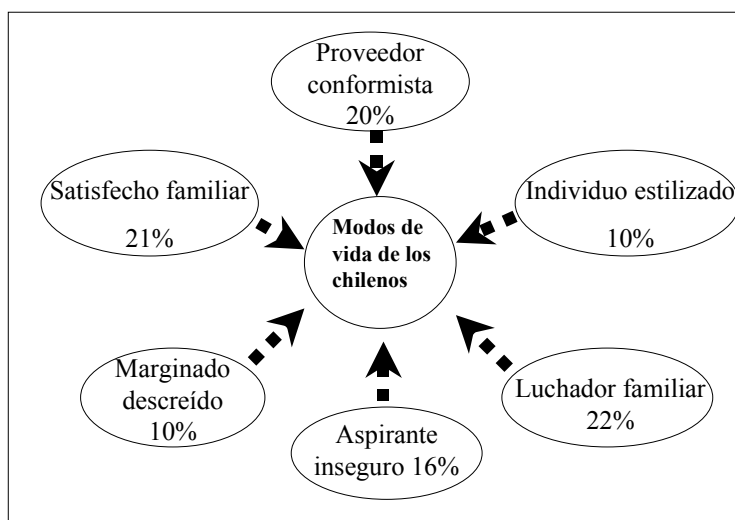 Proveedor
conformista
20%
Satisfecho familiar
21%
Individuo estilizado
10%
Modos de
vida de los
chilenos
Marginado
descreído
10%
Aspirante
inseguro 16%
Luchador familiar
22%